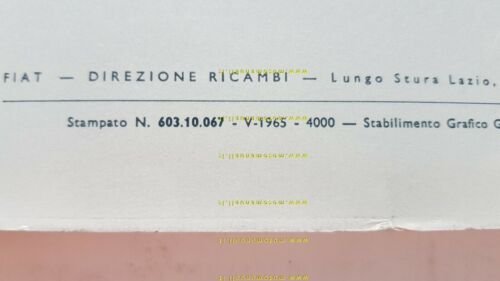 FIAT — DIREZIONE RICAMBI — Lungo Stura Lazio,
Stampato N. 603.10.067 - V-1965 - 4000 — Stabilimento Grafico G